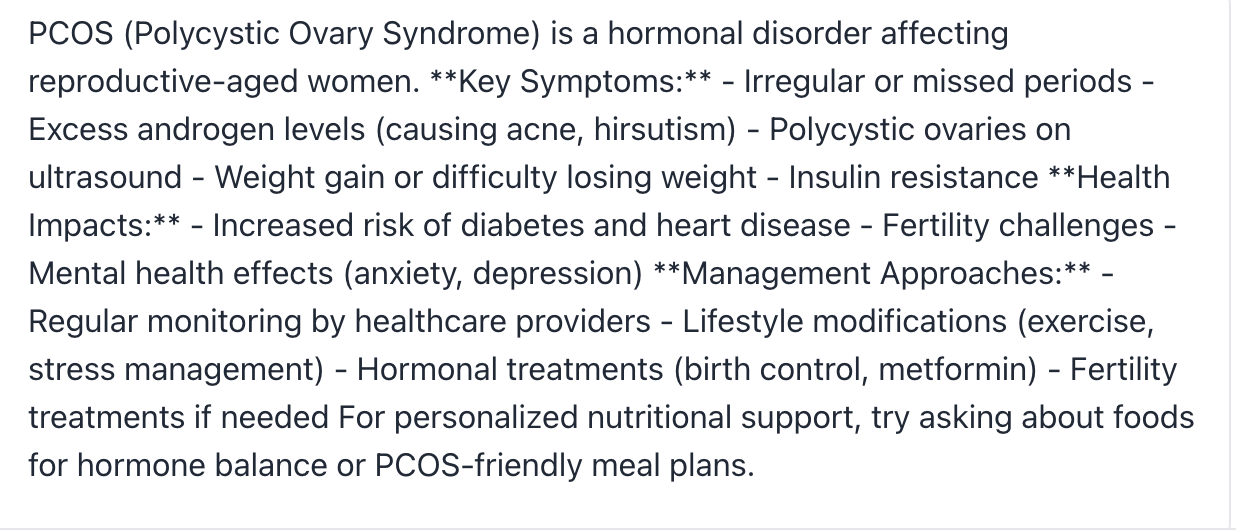 PCOS (Polycystic Ovary Syndrome) is a hormonal disorder affecting
reproductive-aged women. **Key Symptoms:** - Irregular or missed periods -
Excess androgen levels (causing acne, hirsutism) - Polycystic ovaries on
ultrasound - Weight gain or difficulty losing weight - Insulin resistance **Health
Impacts:** - Increased risk of diabetes and heart disease - Fertility challenges -
Mental health effects (anxiety, depression) **Management Approaches:** -
Regular monitoring by healthcare providers - Lifestyle modifications (exercise,
stress management) - Hormonal treatments (birth control, metformin) - Fertility
treatments if needed For personalized nutritional support, try asking about foods
for hormone balance or PCOS-friendly meal plans.